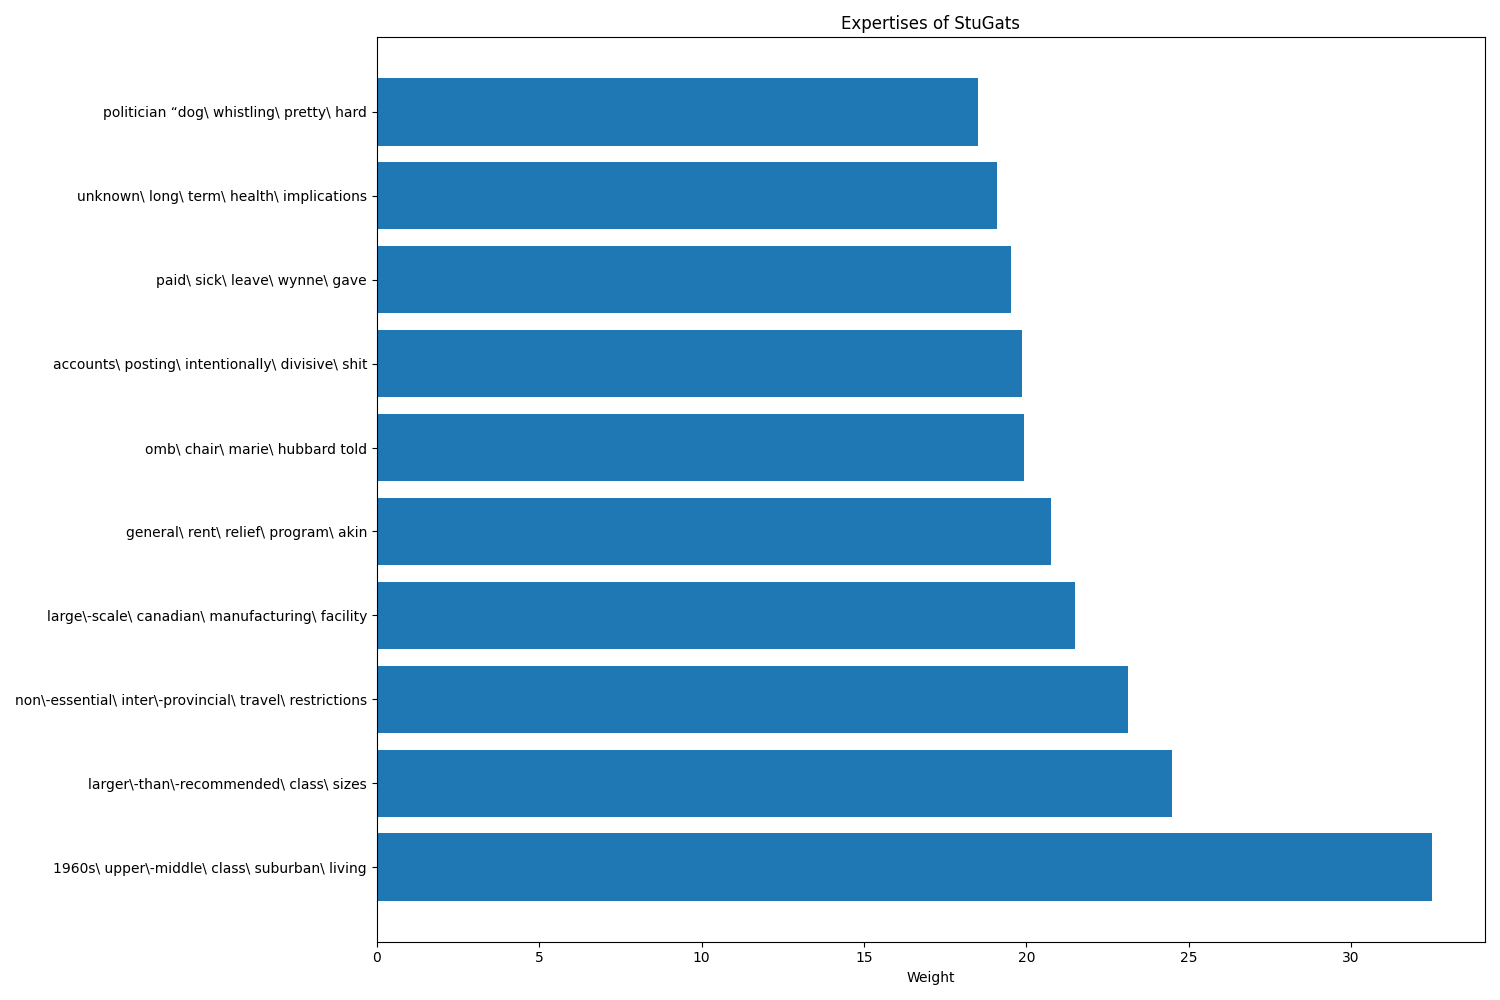 Expertises of StuGats
politician “dog\ whistling\ pretty\ hard
unknown\ long\ term\ health\ implications
paid\ sick\ leave\ wynne\ gave
accounts\ posting\ intentionally\ divisive\ shit
omb\ chair\ marie\ hubbard told
general\ rent\ relief\ program\ akin
large\-scale\ canadian\ manufacturing\ facility
non\-essential\ inter\-provincial\ travel\ restrictions
larger\-than\-recommended\ class\ sizes
1960s\ upper\-middle\ class\ suburban\ living
0 5 10 15 20 25 30
Weight